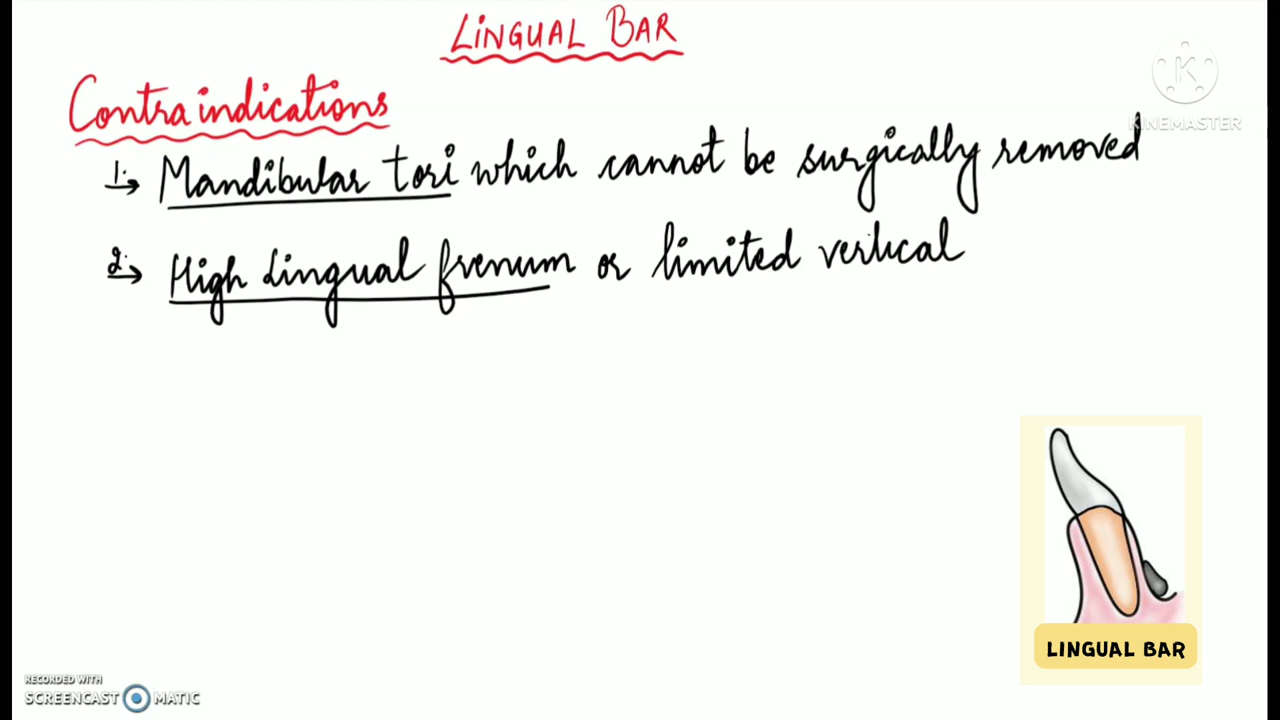 LINGUAL BAR
Contraindications
1. → Mandibular tori which cannot be surgically removed
2. → High lingual frenum or limited vertical
KINEMASTER
LINGUAL BAR
RECORDED WITH
SCREENCAST MATIC